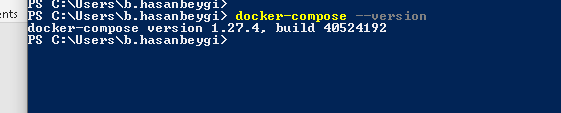 PS C:\Users\b.hasanbeygi>
ents
PS C:\Users\b.hasanbeygi> docker-compose --version
docker-compose version 1.27.4, build 40524192
PS C:\Users\b.hasanbeygi>